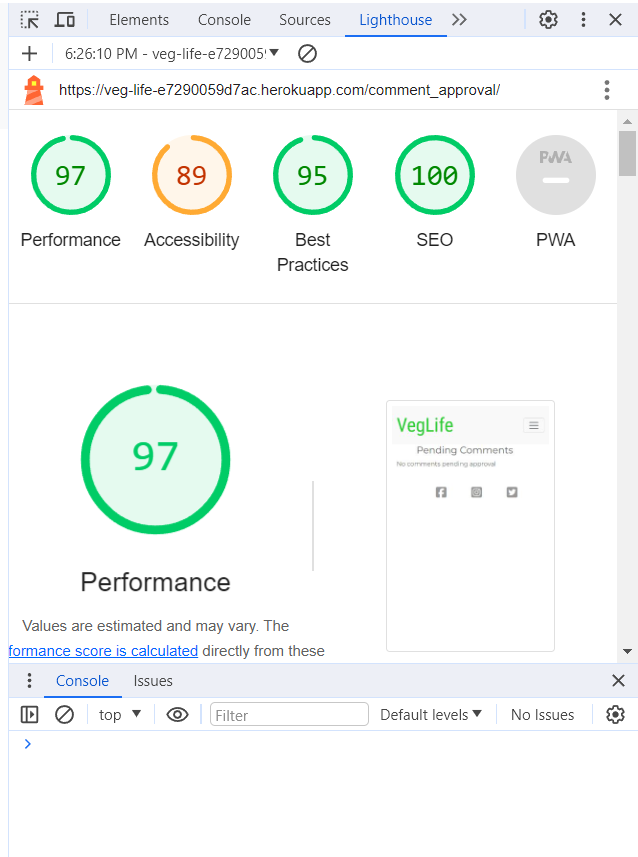 Elements Console Sources Lighthouse
6:26:10 PM - veg-life-e7290059
https://veg-life-e7290059d7ac.herokuapp.com/comment_approval/
97 89 95 100 PWA
Performance Accessibility Best Practices SEO PWA
97
Performance
Values are estimated and may vary. The
formance score is calculated directly from these
VegLife
Pending Comments
No comments pending approval
Console Issues
top Filter Default levels No Issues